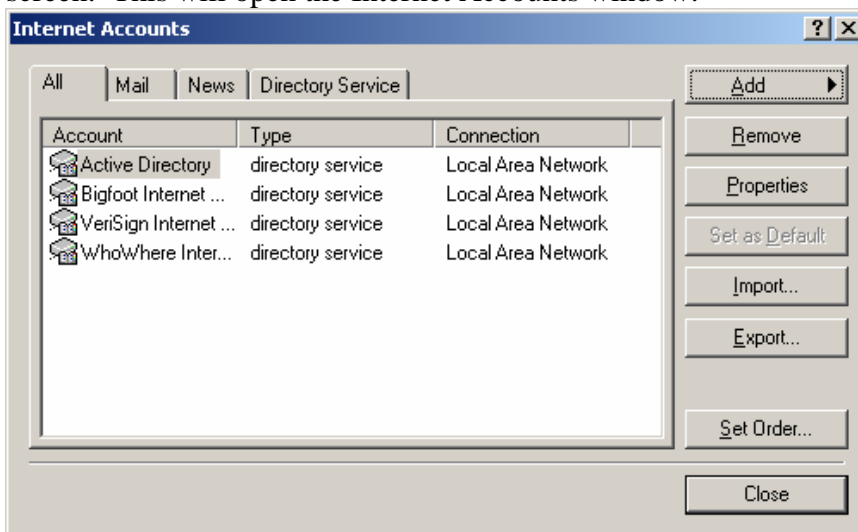 screen. This will open the Internet Accounts window.
Internet Accounts
All Mail News Directory Service
Add
Account Type Connection
Remove
Active Directory directory service Local Area Network
Bigfoot Internet ... directory service Local Area Network
Properties
VeriSign Internet ... directory service Local Area Network
Set as Default
WhoWhere Inter... directory service Local Area Network
Import...
Export...
Set Order...
Close